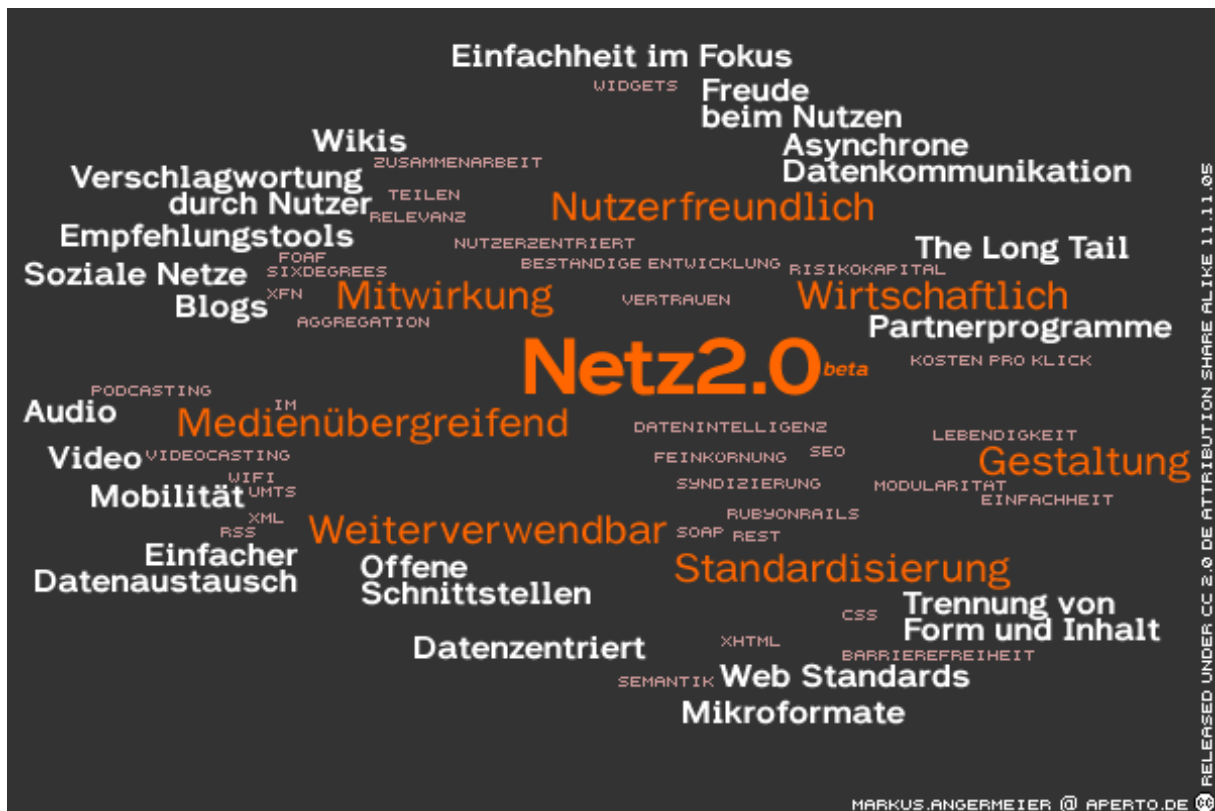 Einfachheit im Fokus
WIDGETS
Freude
beim Nutzen
Wikis
Asynchrone
Datenkommunikation
ZUSAMMENARBEIT
Verschlagwortung
durch Nutzer
TEILEN
RELEVANZ
Nutzerfreundlich
Empfehlungstools
NUTZERZENTRIERT
The Long Tail
FOAF
SIXDEGREES
BESTANDIGE ENTWICKLUNG
RISIKOKAPITAL
Soziale Netze
Blogs
XFN
Mitwirkung
VERTRAUEN
Wirtschaftlich
AGGREGATION
Partnerprogramme
Netz2.0 beta
KOSTEN PRO KLICK
PODCASTING
Audio
IM
Medienübergreifend
DATENINTELLIGENZ
LEBENDIGKEIT
Video
VIDEOCASTING
FEINKORNUNG
SEO
Gestaltung
WIFI
Mobilität
UMTS
SYNDIZIERUNG
MODULARITAT
EINFACHHEIT
XML
RSS
Weiterverwendbar
RUBYONRAILS
SOAP
REST
Einfacher
Datenaustausch
Offene
Schnittstellen
Standardisierung
CSS
Trennung von
Form und Inhalt
Datenzentriert
XHTML
BARRIEREFREIHEIT
SEMANTIK
Web Standards
Mikroformate
MARKUS.ANGERMEIER @ APERTO.DE
cc RELEASED UNDER CC 2.0 DE ATTRIBUTION SHARE ALIKE 11.11.05